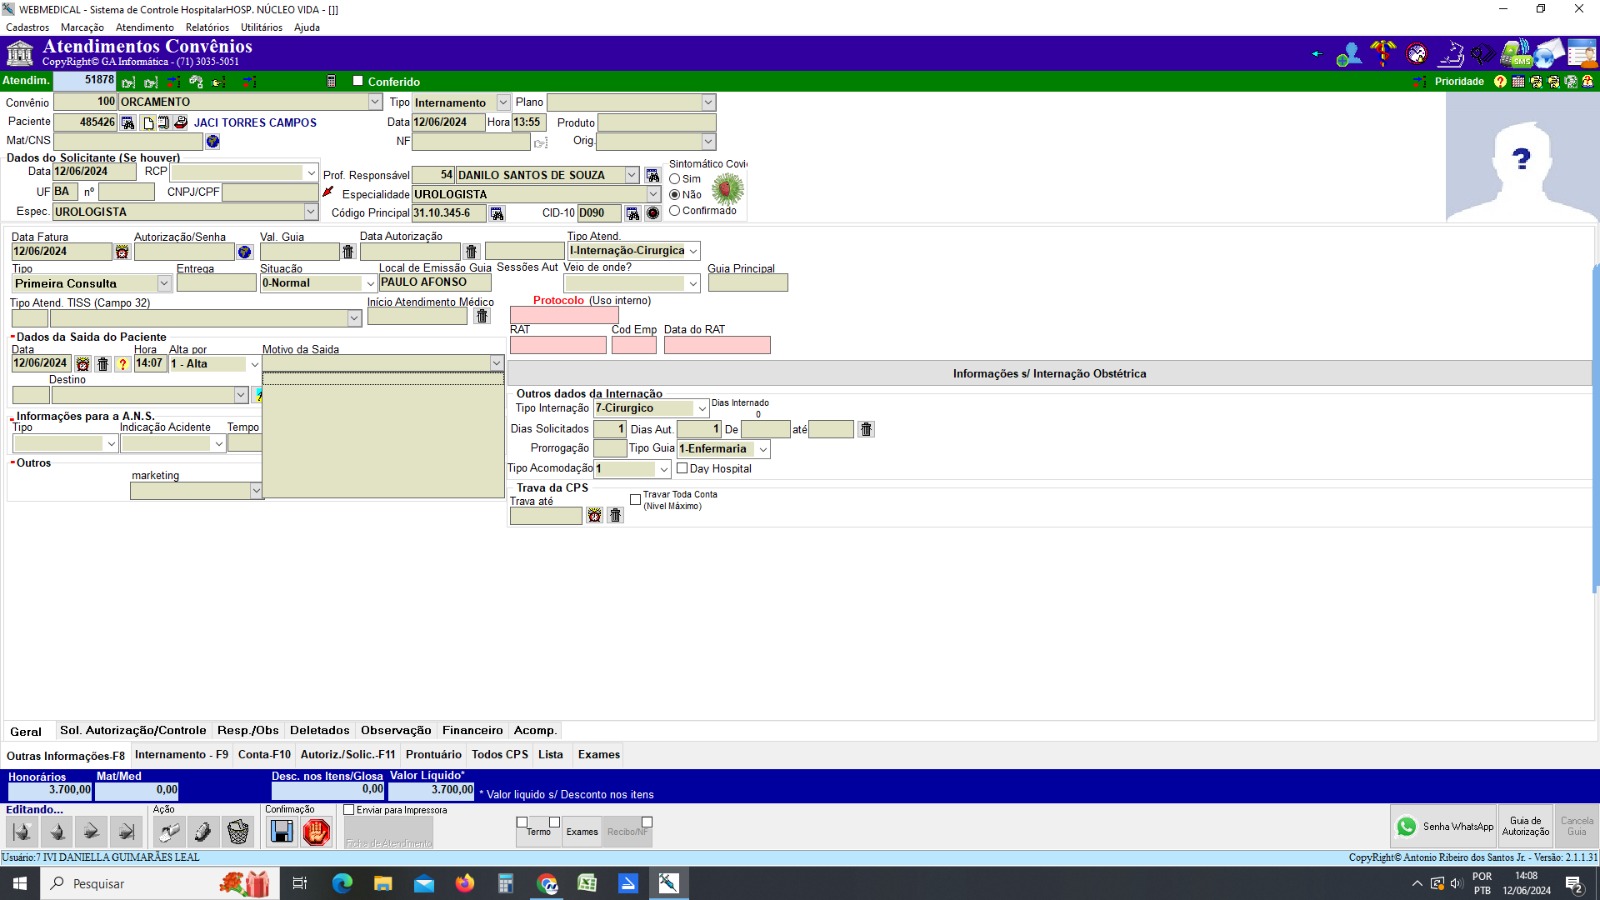 WEBMEDICAL - Sistema de Controle HospitalarHOSP. NÚCLEO VIDA - []]
Cadastros Marcação Atendimento Relatórios Utilitários Ajuda
Atendimentos Convênios
CopyRight© GA Informática - (71) 3035-5051
Atendim. 51878 Conferido Prioridade
Convênio 100 ORCAMENTO Tipo Internamento Plano
Paciente 485426 JACI TORRES CAMPOS Data 12/06/2024 Hora 13:55 Produto
Mat/CNS NF Orig.
Dados do Solicitante (Se houver)
Data 12/06/2024 RCP Prof. Responsável 54 DANILO SANTOS DE SOUZA
Sintomático Covi
Sim
UF BA nº CNPJ/CPF Especialidade UROLOGISTA Não
Espec. UROLOGISTA Código Principal 31.10.345-6 CID-10 D090 Confirmado
Data Fatura Autorização/Senha Val. Guia Data Autorização Tipo Atend.
12/06/2024 I-Internação-Cirurgica
Tipo Entrega Situacão Local de Emissão Guia Sessões Aut Veio de onde? Guia Principal
Primeira Consulta 0-Normal PAULO AFONSO
Tipo Atend. TISS (Campo 32) Início Atendimento Médico Protocolo (Uso interno)
RAT Cod Emp Data do RAT
Dados da Saida do Paciente
Data Hora Alta por Motivo da Saida
12/06/2024 14:07 1 - Alta
Destino
Informações s/ Internação Obstétrica
Informações para a A.N.S.
Tipo Indicação Acidente Tempo
Outros
marketing
Outros dados da Internação
Tipo Internação 7-Cirurgico Dias Internado
0
Dias Solicitados 1 Dias Aut. 1 De até
Prorrogação Tipo Guia 1-Enfermaria
Tipo Acomodação 1 Day Hospital
Trava da CPS
Trava até Travar Toda Conta
(Nivel Máximo)
Geral Sol. Autorização/Controle Resp./Obs Deletados Observação Financeiro Acomp.
Outras Informações-F8 Internamento - F9 Conta-F10 Autoriz./Solic.-F11 Prontuário Todos CPS Lista Exames
Honorários Mat/Med Desc. nos Itens/Glosa Valor Líquido*
3.700,00 0,00 0,00 3.700,00 * Valor liquido s/ Desconto nos itens
Editando... Ação Confirmação Enviar para Impressora
Ficha de Atendimento Termo Exames Recibo/NF
SMS
Senha WhatsApp Guia de Autorização Cancela Guia
Usuário:7 IVI DANIELLA GUIMARÃES LEAL CopyRight© Antonio Ribeiro dos Santos Jr. - Versão: 2.1.1.31
Pesquisar POR
PTB
14:08
12/06/2024
2